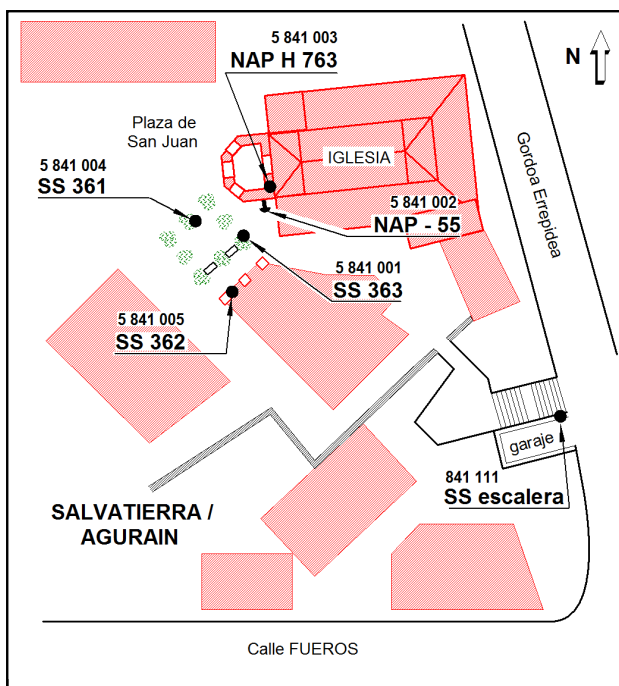 5 841 003
NAP H 763
N
Plaza de
San Juan
IGLESIA
Gordoa Errepidea
5 841 004
SS 361
5 841 002
NAP - 55
5 841 001
SS 363
5 841 005
SS 362
garaje
841 111
SS escalera
SALVATIERRA /
AGURAIN
Calle FUEROS